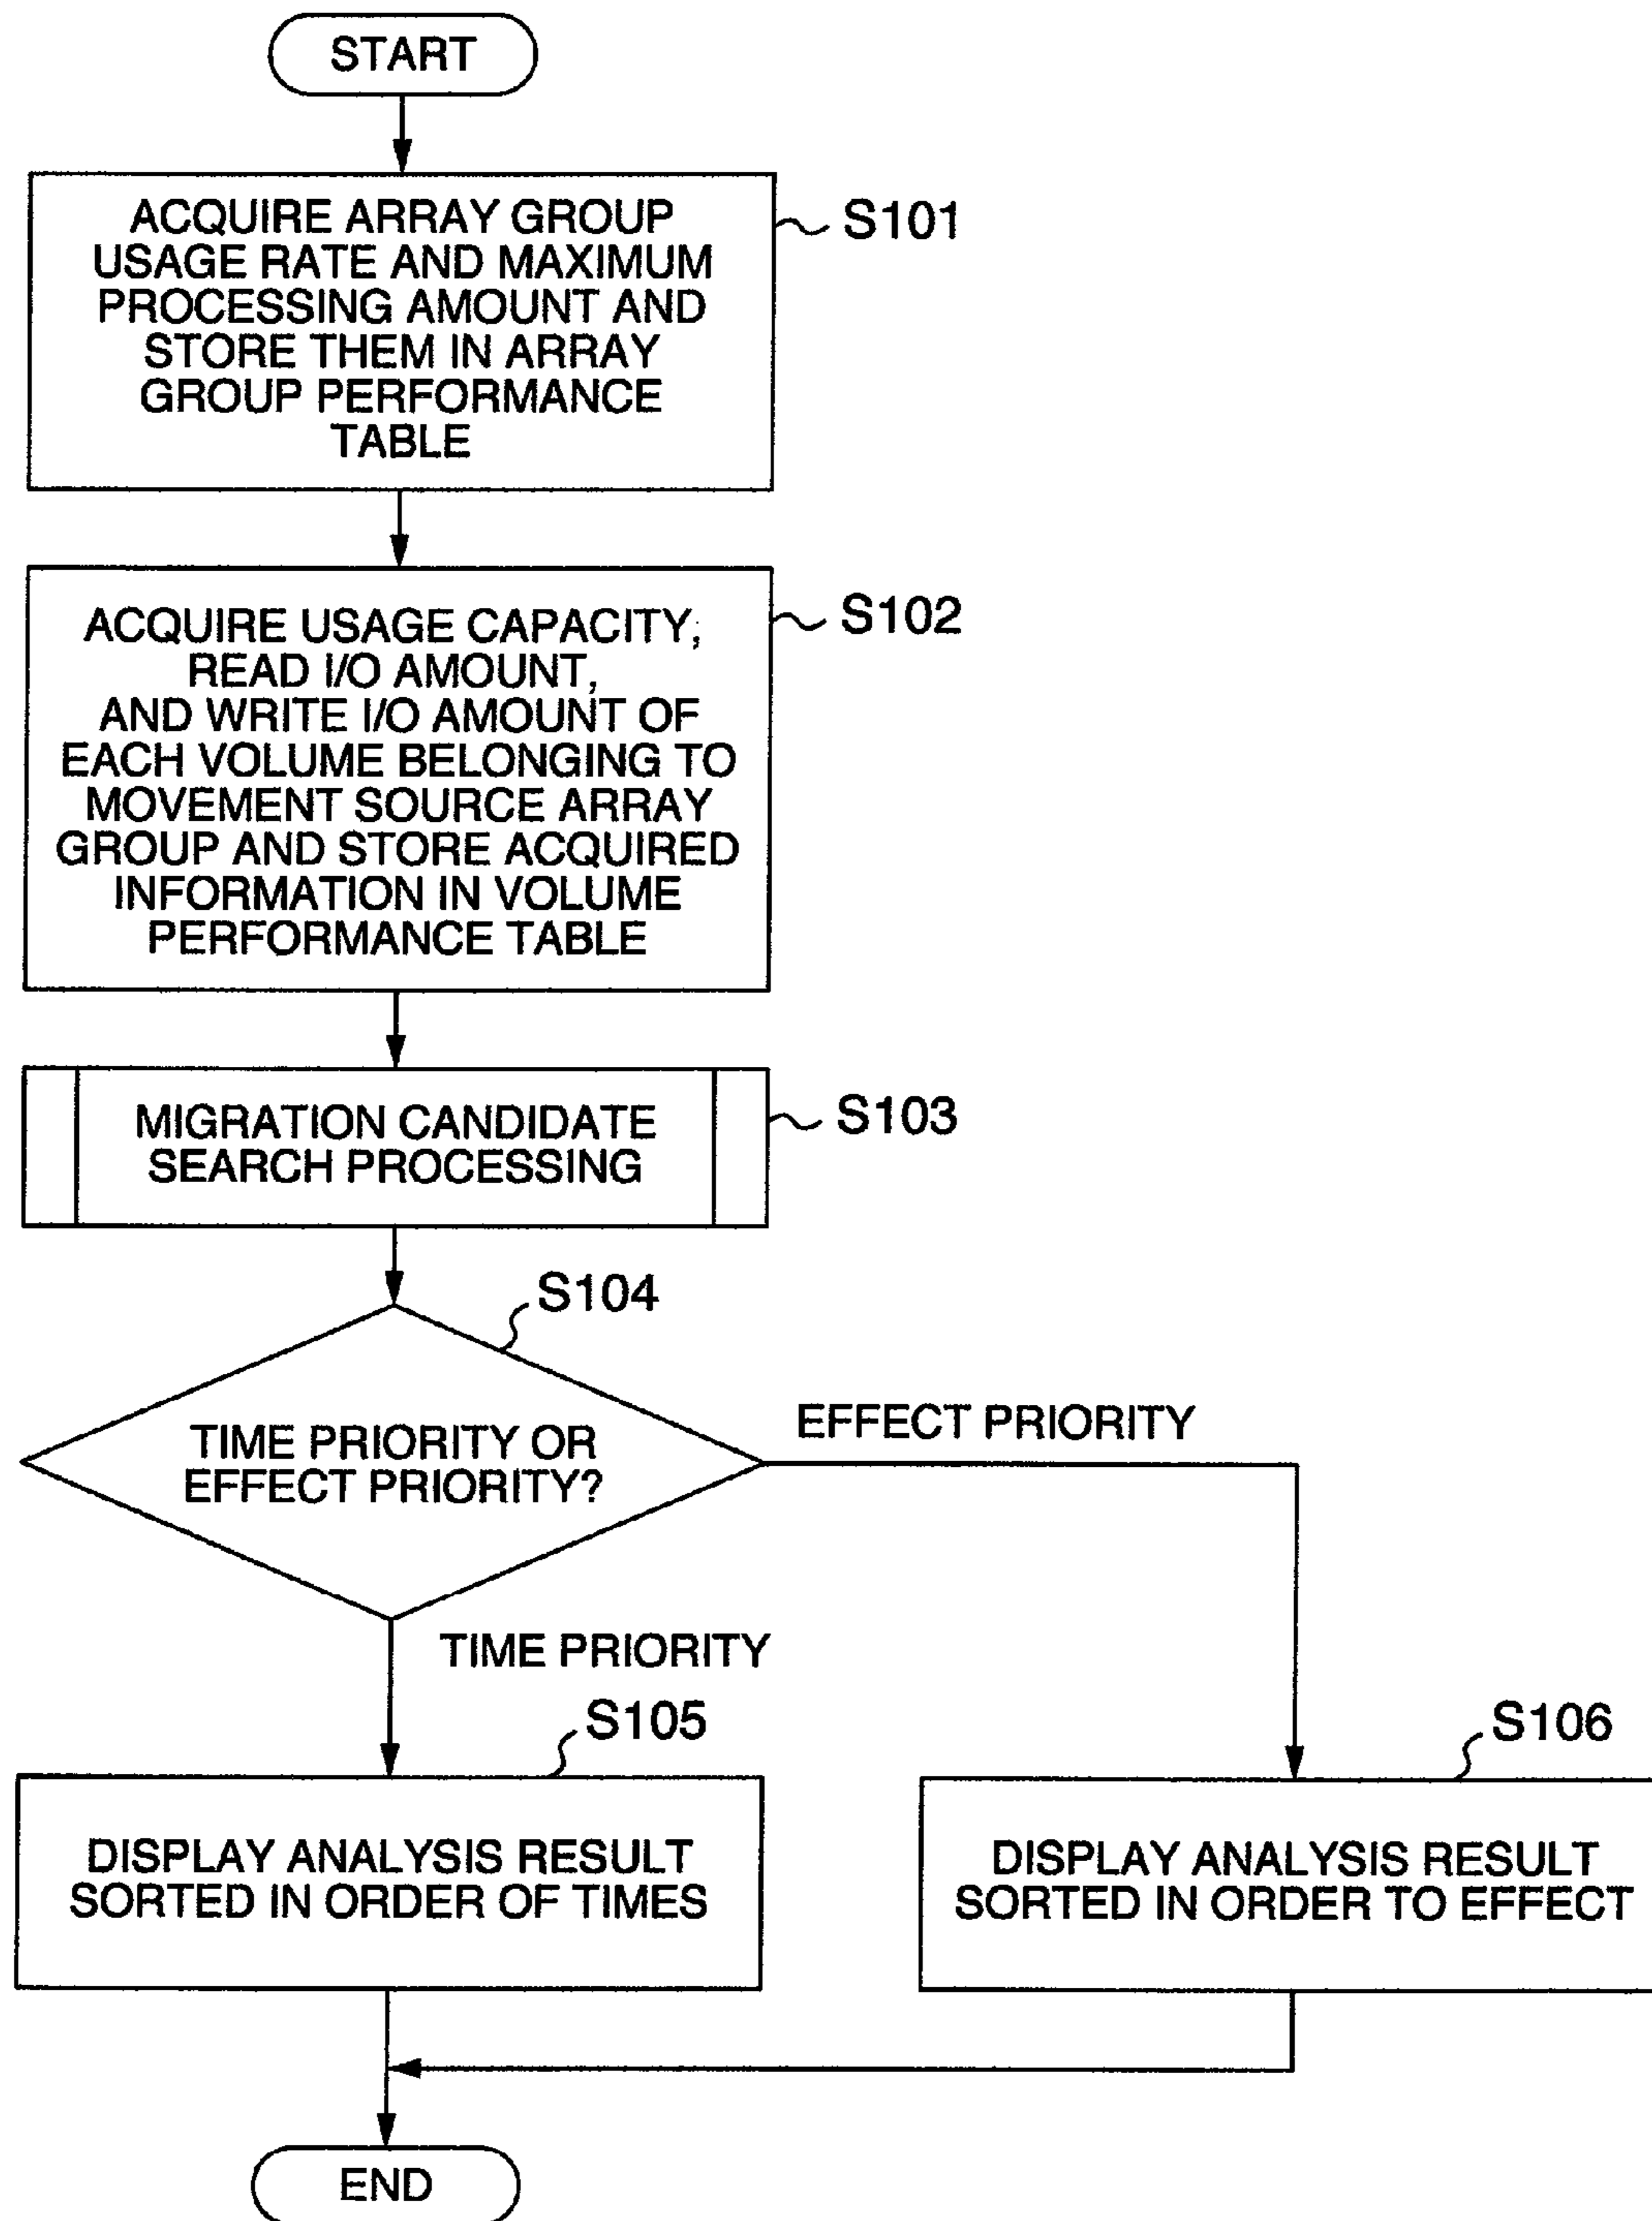 START
ACQUIRE ARRAY GROUP
USAGE RATE AND MAXIMUM
PROCESSING AMOUNT AND
STORE THEM IN ARRAY
GROUP PERFORMANCE
TABLE
S101
ACQUIRE USAGE CAPACITY,
READ I/O AMOUNT,
AND WRITE I/O AMOUNT OF
EACH VOLUME BELONGING TO
MOVEMENT SOURCE ARRAY
GROUP AND STORE ACQUIRED
INFORMATION IN VOLUME
PERFORMANCE TABLE
S102
MIGRATION CANDIDATE
SEARCH PROCESSING
S103
S104
TIME PRIORITY OR
EFFECT PRIORITY?
EFFECT PRIORITY
TIME PRIORITY
S105
DISPLAY ANALYSIS RESULT
SORTED IN ORDER OF TIMES
S106
DISPLAY ANALYSIS RESULT
SORTED IN ORDER TO EFFECT
END